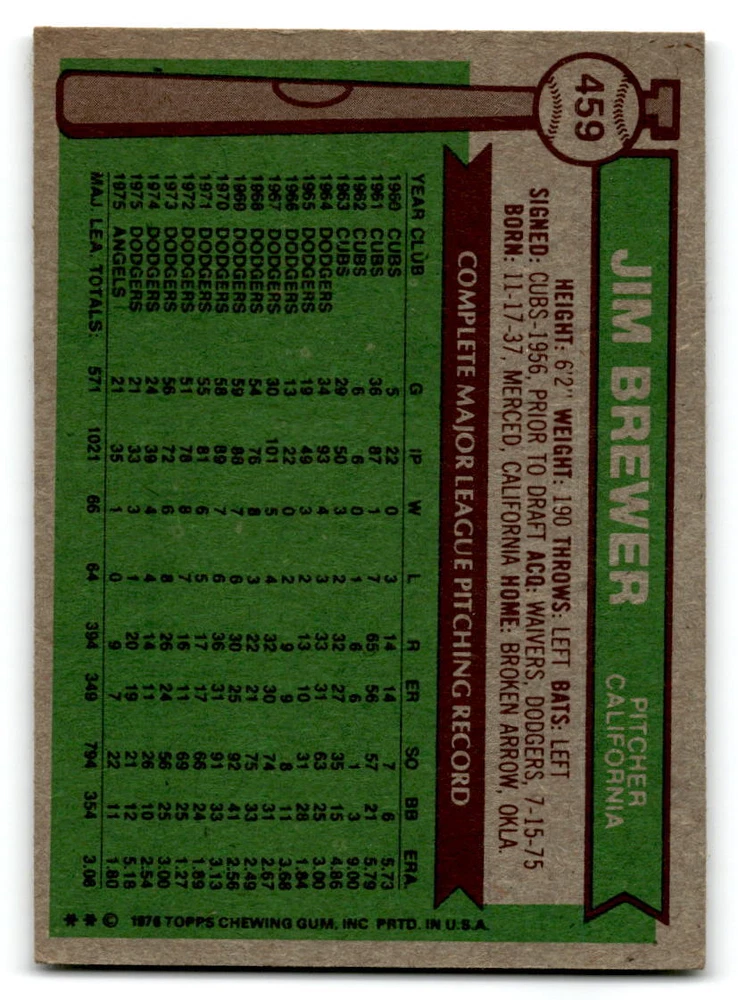 459
JIM BREWER
PITCHER
CALIFORNIA
HEIGHT: 6'2" WEIGHT: 190 THROWS: LEFT BATS: LEFT
SIGNED: CUBS-1956, PRIOR TO DRAFT ACQ: WAIVERS, DODGERS, 7-15-75
BORN: 11-17-37, MERCED, CALIFORNIA HOME: BROKEN ARROW, OKLA.
COMPLETE MAJOR LEAGUE PITCHING RECORD
YEAR CLUB G IP W L R ER SO BB ERA
1960 CUBS 5 22 0 3 14 14 7 6 5.73
1961 CUBS 36 87 1 7 65 56 57 21 5.79
1962 CUBS 6 6 0 1 6 6 1 3 9.00
1963 CUBS 29 50 3 2 32 27 35 15 4.86
1964 DODGERS 34 93 4 3 33 31 63 25 3.00
1965 DODGERS 19 49 3 2 13 10 31 28 1.84
1966 DODGERS 13 22 0 2 9 9 8 11 3.68
1967 DODGERS 30 101 5 4 32 30 74 31 2.67
1968 DODGERS 54 76 8 3 22 21 75 33 2.49
1969 DODGERS 59 88 7 6 30 25 92 41 2.56
1970 DODGERS 58 89 7 6 36 31 91 33 3.13
1971 DODGERS 55 81 6 5 17 17 66 24 1.89
1972 DODGERS 51 78 8 7 16 11 69 25 1.27
1973 DODGERS 56 72 6 8 26 24 56 25 3.00
1974 DODGERS 24 39 4 4 14 11 26 10 2.54
1975 DODGERS 21 33 3 1 20 19 21 12 5.18
1975 ANGELS 21 35 1 0 9 7 22 11 1.80
MAJ. LEA. TOTALS: 571 1021 66 64 394 349 794 354 3.08
** © 1976 TOPPS CHEWING GUM, INC PRTD. IN U.S.A.